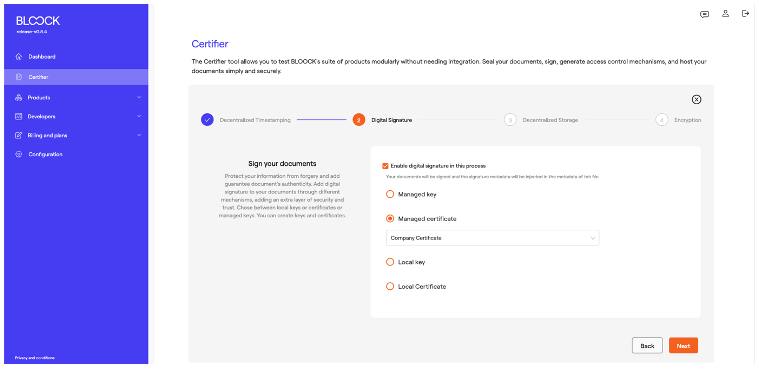 BLOOCK
release-v0.8.4
Dashboard
Certifier
Products
Developers
Billing and plans
Configuration
Privacy and conditions
Certifier
The Certifier tool allows you to test BLOOCK's suite of products modularly without needing integration. Seal your documents, sign, generate access control mechanisms, and host your
documents simply and securely.
Decentralized Timestamping
2
Digital Signature
3
Decentralized Storage
4
Encryption
Sign your documents
Protect your information from forgery and add
guarantee document's authenticity. Add digital
signature to your documents through different
mechanisms, adding an extra layer of security and
trust. Chose between local keys or certificates or
managed keys. You can create keys and certificates.
Enable digital signature in this process
Your documents will be signed and the signature metadata will be injected in the metadata of teh file
Managed key
Managed certificate
Company Certificate
Local key
Local Certificate
Back
Next